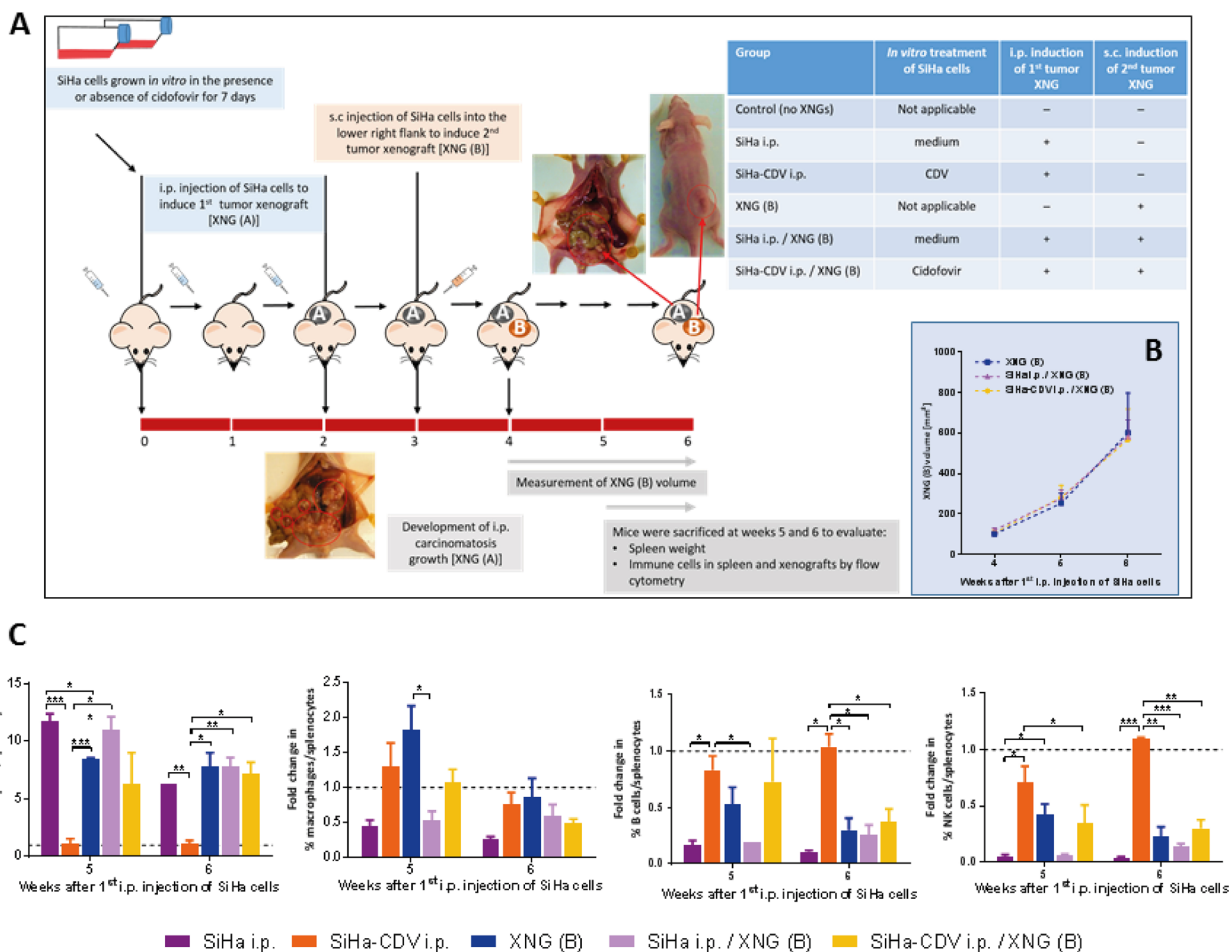 A
SiHa cells grown in vitro in the presence
or absence of cidofovir for 7 days
i.p. injection of SiHa cells to
induce 1st tumor xenograft
[XNG (A)]
s.c injection of SiHa cells into the
lower right flank to induce 2nd
tumor xenograft [XNG (B)]
A
A
A
B
A
B
0
1
2
3
4
5
6
Development of i.p.
carcinomatosis
growth [XNG (A)]
Measurement of XNG (B) volume
Mice were sacrificed at weeks 5 and 6 to evaluate:
• Spleen weight
• Immune cells in spleen and xenografts by flow
cytometry
Group In vitro treatment of SiHa cells i.p. induction of 1st tumor XNG s.c. induction of 2nd tumor XNG
Control (no XNGs) Not applicable – –
SiHa i.p. medium + –
SiHa-CDV i.p. CDV + –
XNG (B) Not applicable – +
SiHa i.p. / XNG (B) medium + +
SiHa-CDV i.p. / XNG (B) Cidofovir + +
B
XNG (B)
SiHa i.p. / XNG (B)
SiHa-CDV i.p. / XNG (B)
XNG (B) volume [mm³]
1000
800
600
400
200
0
4 6 8
Weeks after 1st i.p. injection of SiHa cells
C
15
10
5
0
*
***
*
*
***
*
**
*
**
5 6
Weeks after 1st i.p. injection of SiHa cells
Fold change in
% macrophages/splenocytes
2.5
2.0
1.5
1.0
0.5
0.0
*
5 6
Weeks after 1st i.p. injection of SiHa cells
Fold change in
% B cells/splenocytes
1.5
1.0
0.5
0.0
*
*
*
*
*
*
5 6
Weeks after 1st i.p. injection of SiHa cells
Fold change in
% NK cells/splenocytes
1.5
1.0
0.5
0.0
*
*
*
**
***
***
**
5 6
Weeks after 1st i.p. injection of SiHa cells
SiHa i.p. SiHa-CDV i.p. XNG (B) SiHa i.p. / XNG (B) SiHa-CDV i.p. / XNG (B)